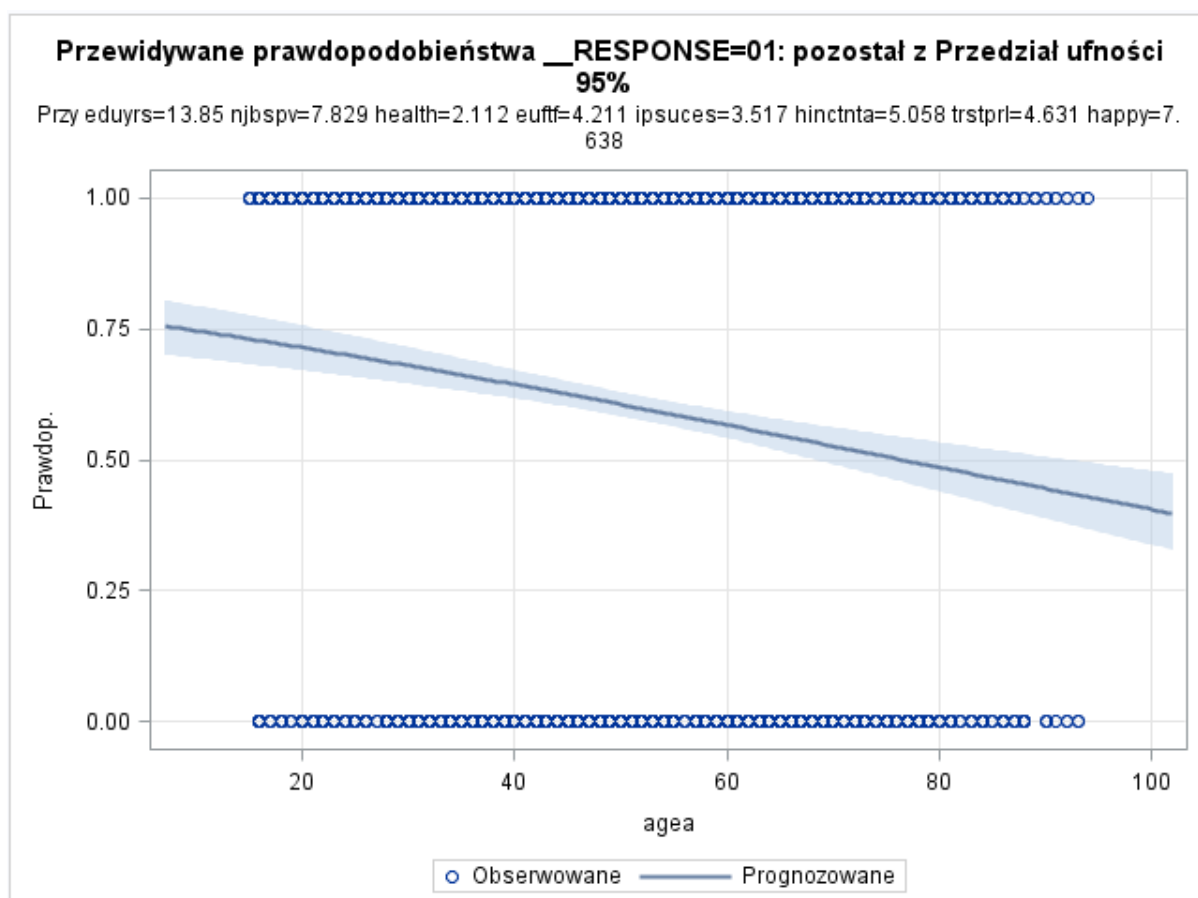 Przewidywane prawdopodobieństwa __RESPONSE=01: pozostał z Przedział ufności
95%
Przy eduyrs=13.85 njbspv=7.829 health=2.112 euftf=4.211 ipsuces=3.517 hinctnta=5.058 trstprl=4.631 happy=7.
638
1.00
0.75
0.50
0.25
0.00
Prawdop.
20 40 60 80 100
agea
Obserwowane Prognozowane